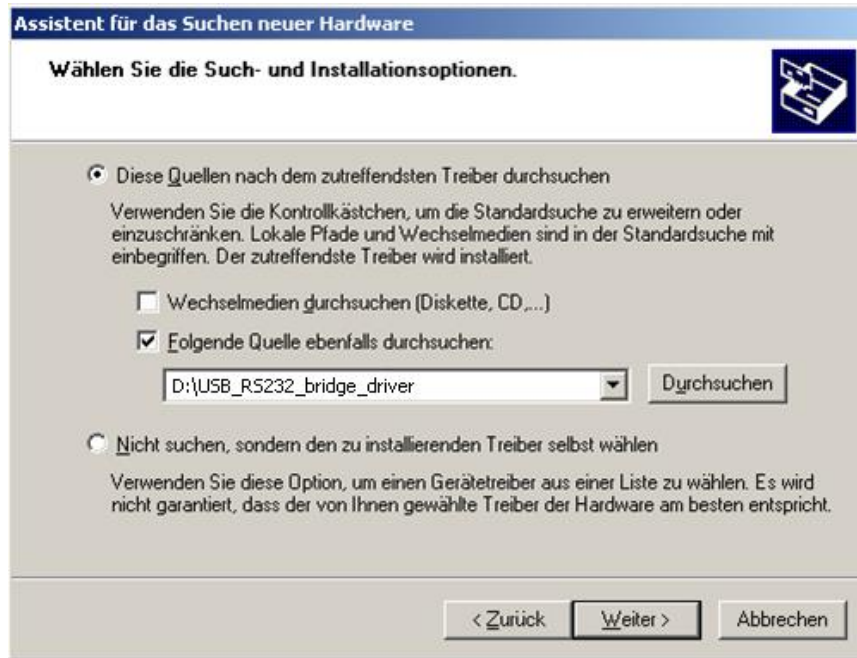 Assistent für das Suchen neuer Hardware
Wählen Sie die Such- und Installationsoptionen.
Diese Quellen nach dem zutreffendsten Treiber durchsuchen
Verwenden Sie die Kontrollkästchen, um die Standardsuche zu erweitern oder
einzuschränken. Lokale Pfade und Wechselmedien sind in der Standardsuche mit
einbegriffen. Der zutreffendste Treiber wird installiert.
Wechselmedien durchsuchen (Diskette, CD,...)
Folgende Quelle ebenfalls durchsuchen:
D:\USB_RS232_bridge_driver
Durchsuchen
Nicht suchen, sondern den zu installierenden Treiber selbst wählen
Verwenden Sie diese Option, um einen Gerätetreiber aus einer Liste zu wählen. Es wird
nicht garantiert, dass der von Ihnen gewählte Treiber der Hardware am besten entspricht.
< Zurück
Weiter >
Abbrechen